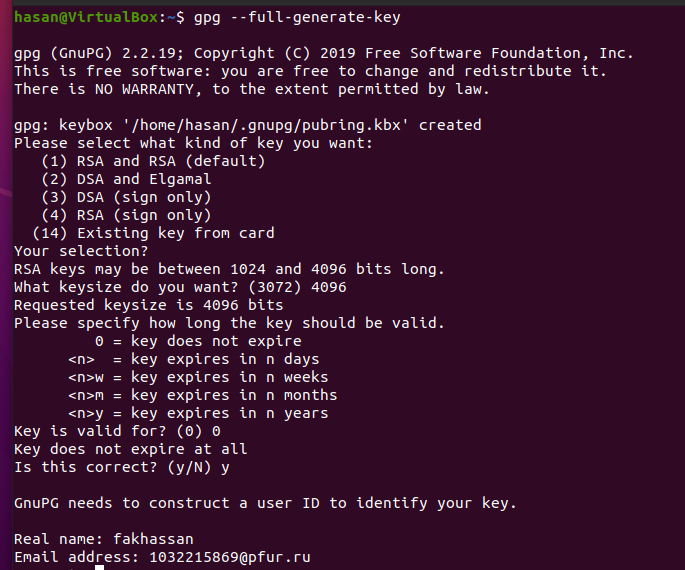 hasan@VirtualBox:~$ gpg --full-generate-key
gpg (GnuPG) 2.2.19; Copyright (C) 2019 Free Software Foundation, Inc.
This is free software: you are free to change and redistribute it.
There is NO WARRANTY, to the extent permitted by law.
gpg: keybox '/home/hasan/.gnupg/pubring.kbx' created
Please select what kind of key you want:
(1) RSA and RSA (default)
(2) DSA and Elgamal
(3) DSA (sign only)
(4) RSA (sign only)
(14) Existing key from card
Your selection?
RSA keys may be between 1024 and 4096 bits long.
What keysize do you want? (3072) 4096
Requested keysize is 4096 bits
Please specify how long the key should be valid.
0 = key does not expire
<n>  = key expires in n days
<n>w = key expires in n weeks
<n>m = key expires in n months
<n>y = key expires in n years
Key is valid for? (0) 0
Key does not expire at all
Is this correct? (y/N) y
GnuPG needs to construct a user ID to identify your key.
Real name: fakhassan
Email address: 1032215869@pfur.ru